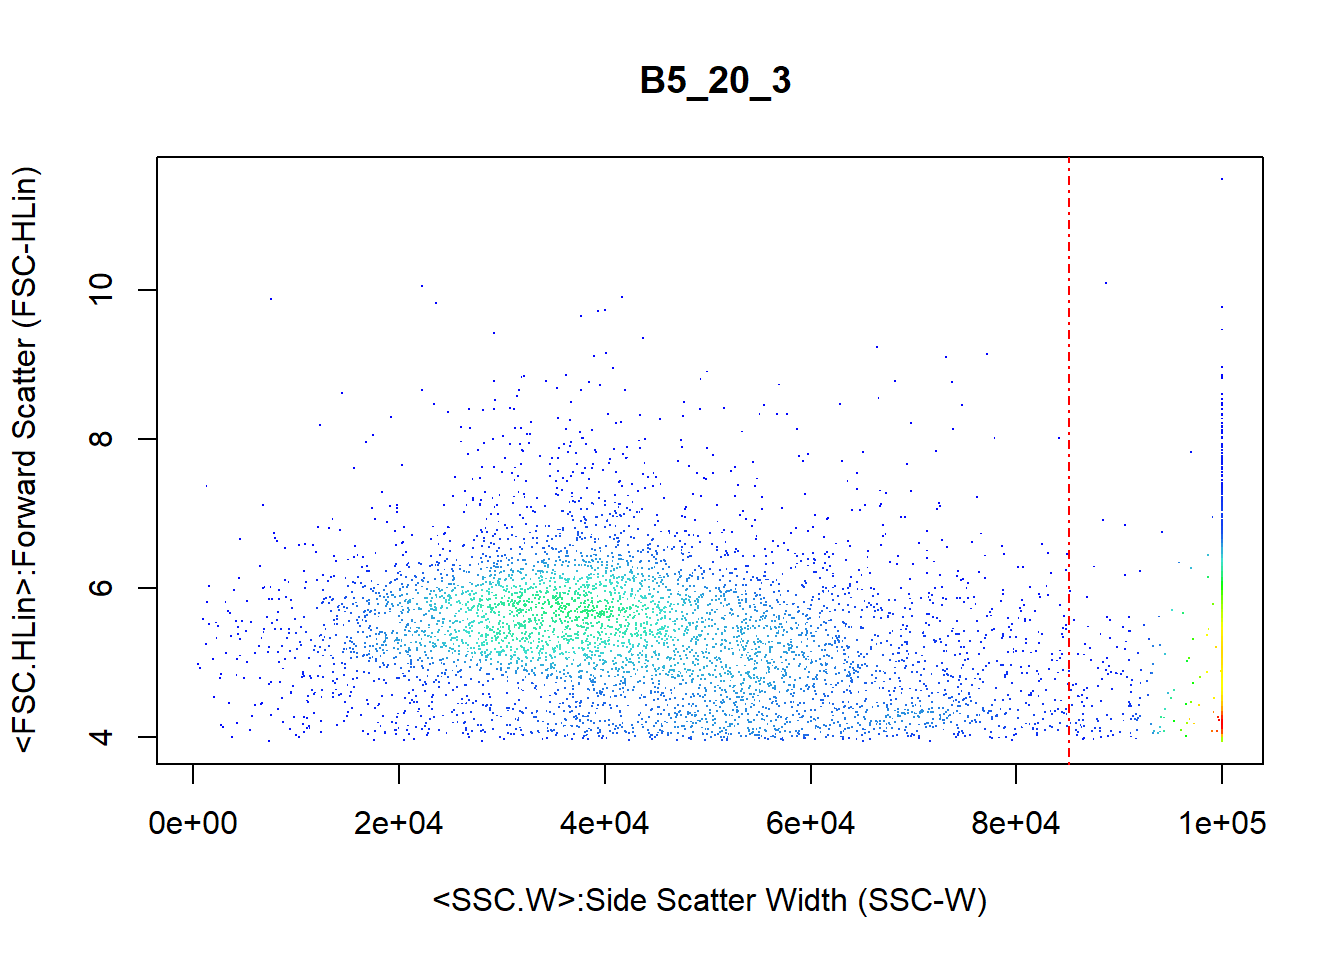 B5_20_3
<FSC.HLin>:Forward Scatter (FSC-HLin)
10
8
6
4
0e+00 2e+04 4e+04 6e+04 8e+04 1e+05
<SSC.W>:Side Scatter Width (SSC-W)